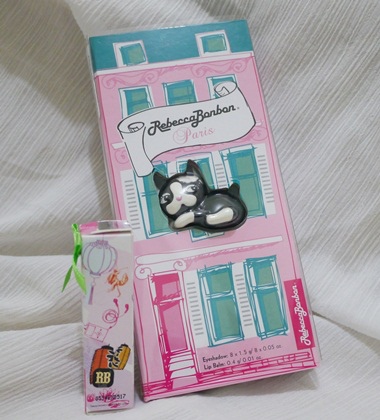 RebeccaBonbon®
Paris
RebeccaBonbon®
Eyeshadow: 8 x 1.5 g / 8 x 0.05 oz.
Lip Balm: 0.4 g / 0.01 oz.
RB